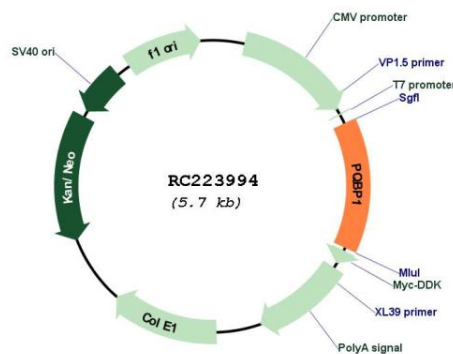 CMV promoter
f1 ori
SV40 ori
VP1.5 primer
T7 promoter
SgfI
Kan/Neo
RC223994
(5.7 kb)
PQBP1
MluI
Myc-DDK
XL39 primer
Col E1
PolyA signal